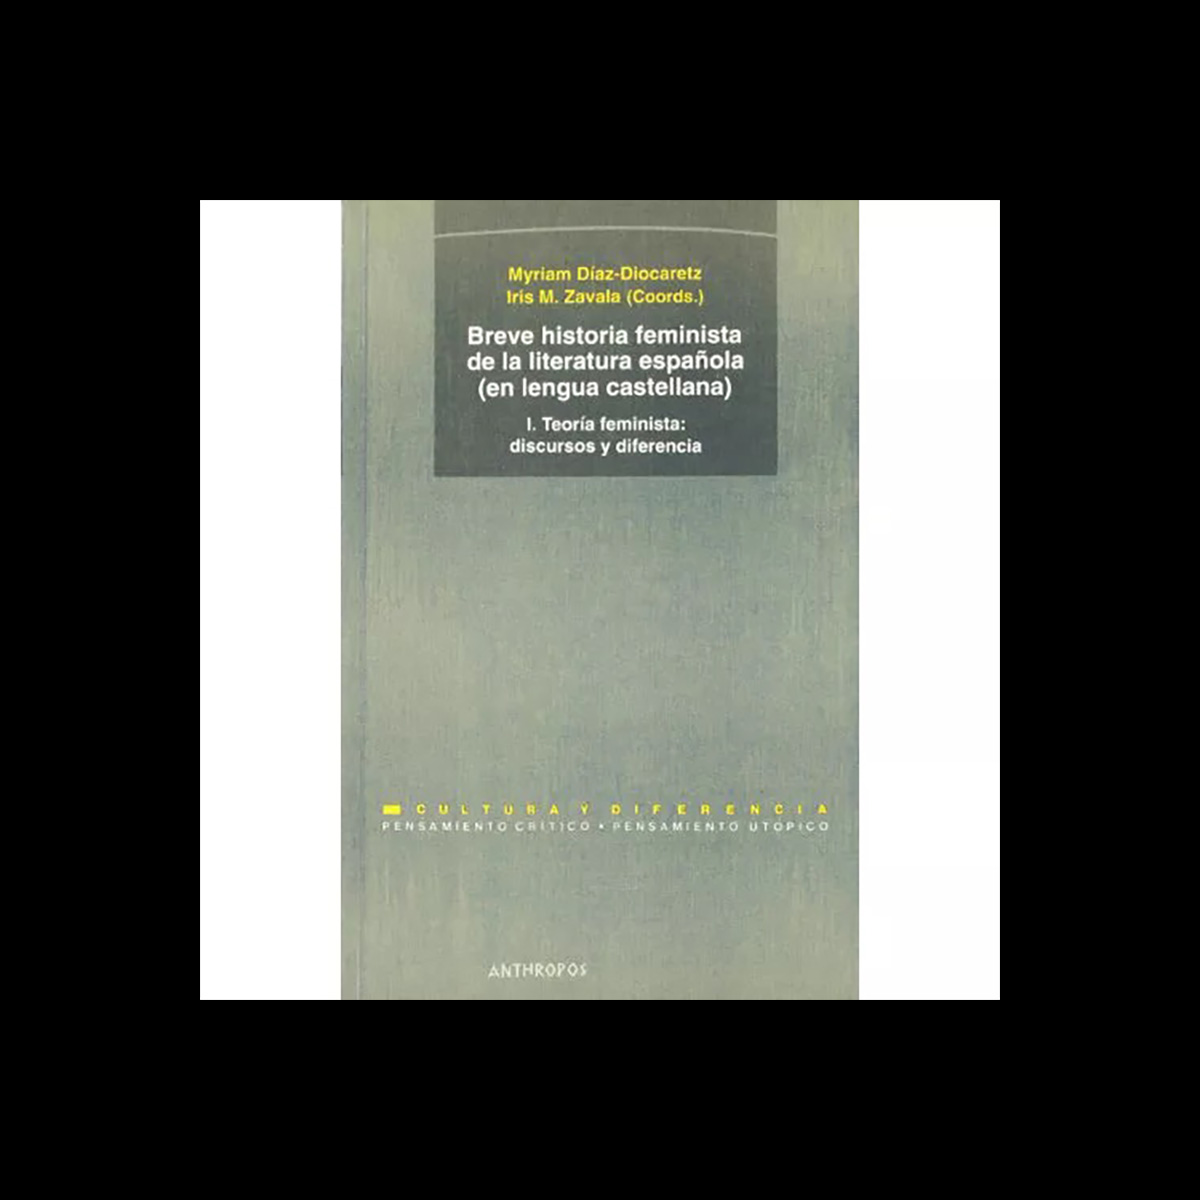 Myriam Díaz-Diocaretz
Iris M. Zavala (Coords.)
Breve historia feminista
de la literatura española
(en lengua castellana)
I. Teoría feminista:
discursos y diferencia
CULTURA Y DIFERENCIA
PENSAMIENTO CRÍTICO • PENSAMIENTO UTÓPICO
ANTHROPOS